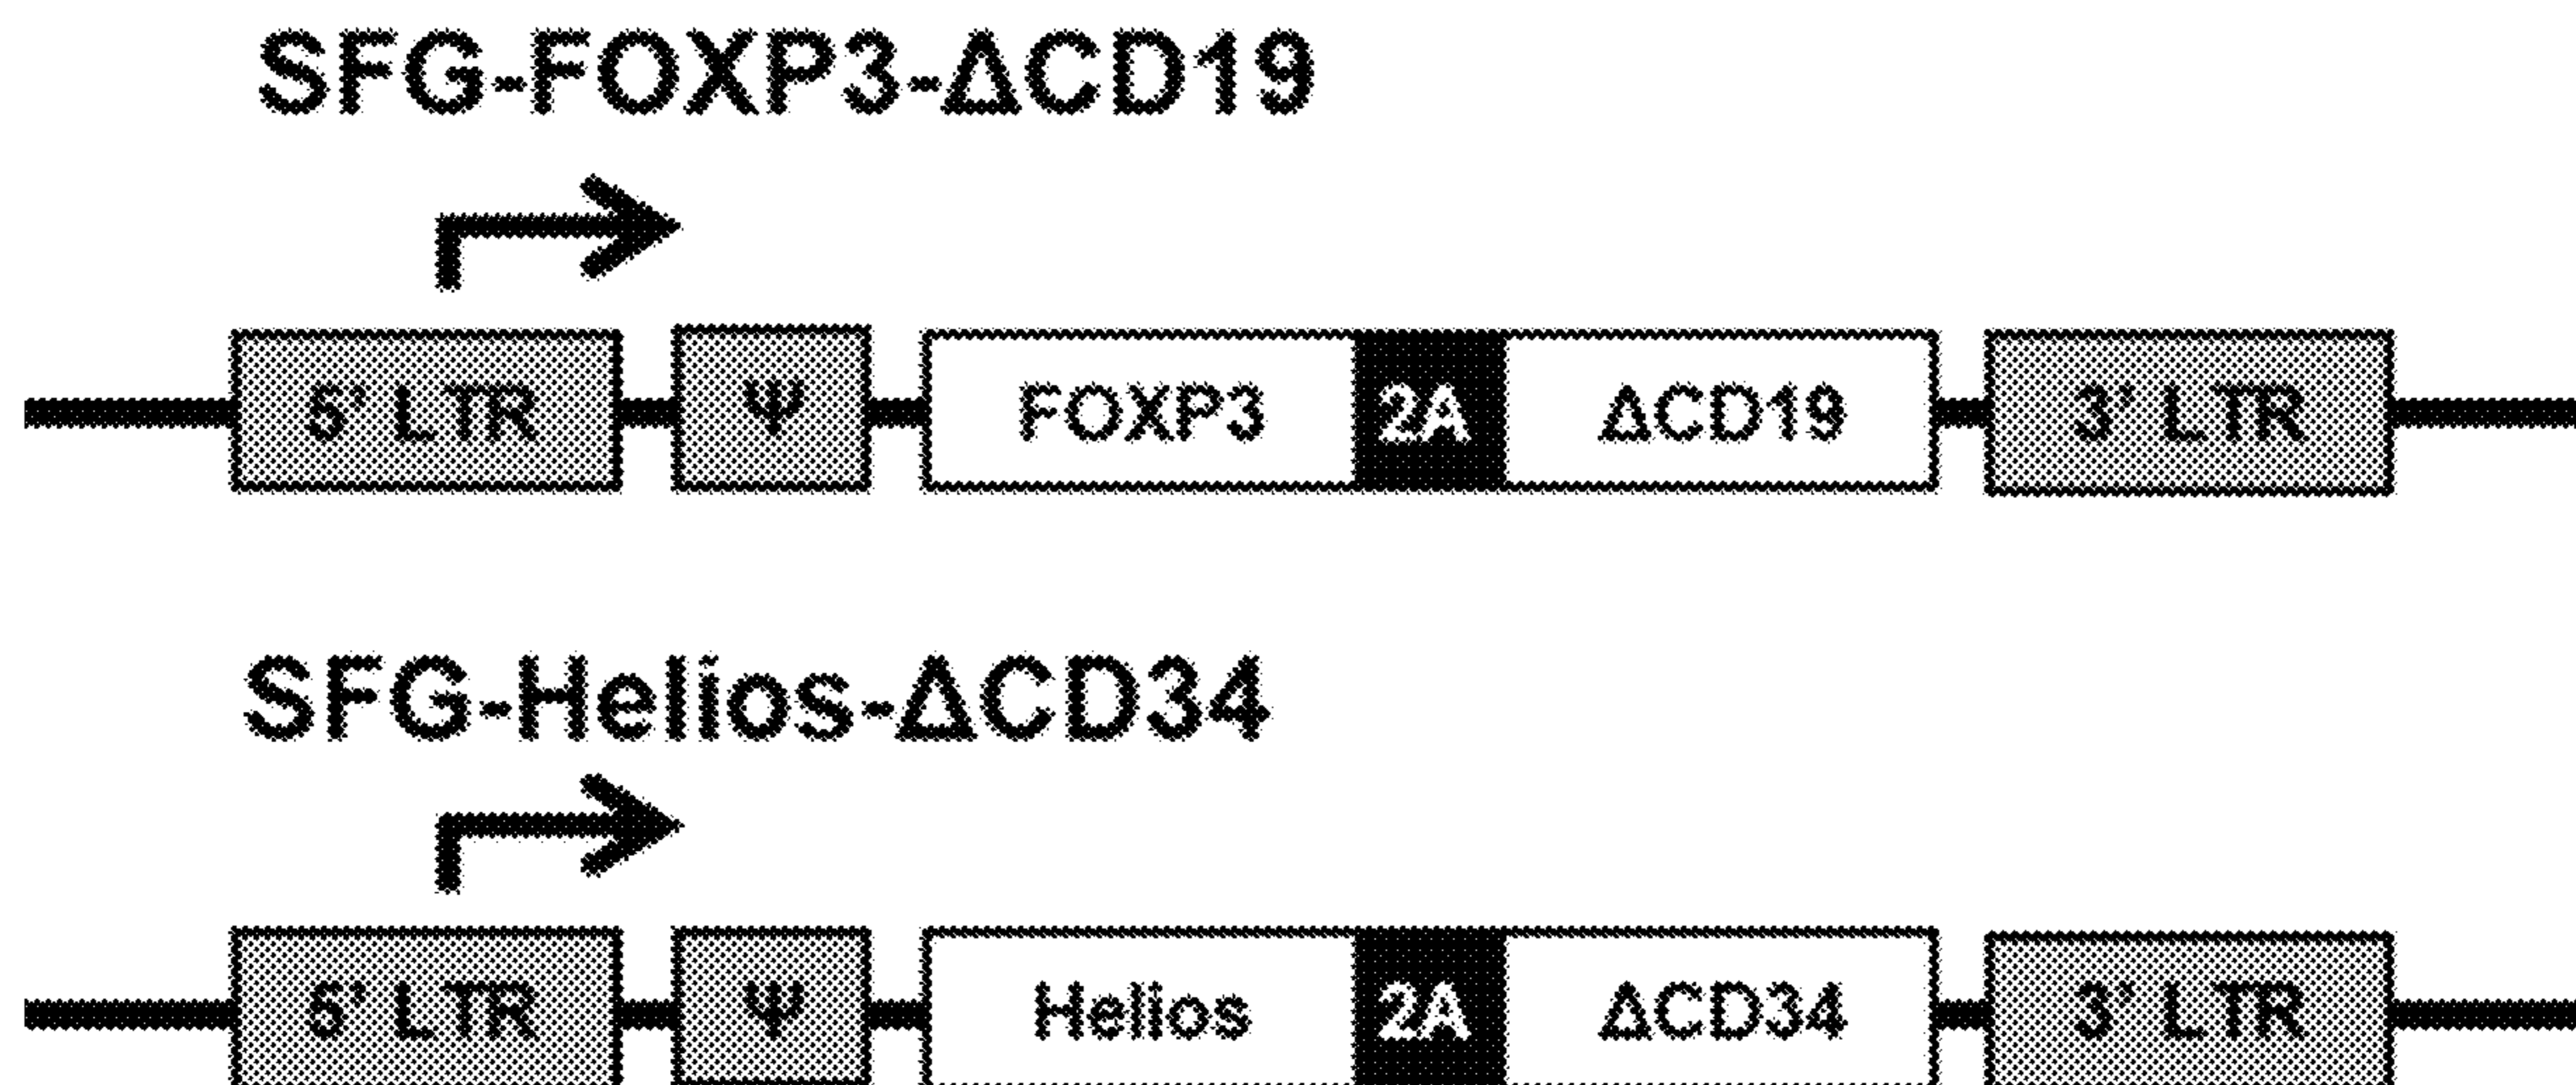 SFG-FOXP3-ΔCD19
5' LTR Ψ FOXP3 2A ΔCD19 3' LTR
SFG-Helios-ΔCD34
5' LTR Ψ Helios 2A ΔCD34 3' LTR